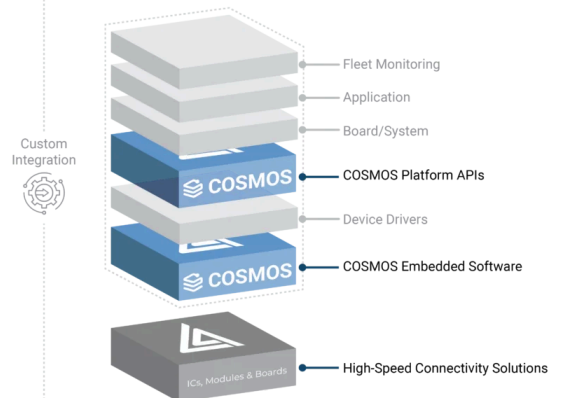 Fleet Monitoring
Application
Board/System
Custom
Integration
COSMOS
COSMOS Platform APIs
Device Drivers
COSMOS
COSMOS Embedded Software
High-Speed Connectivity Solutions
ICs, Modules & Boards